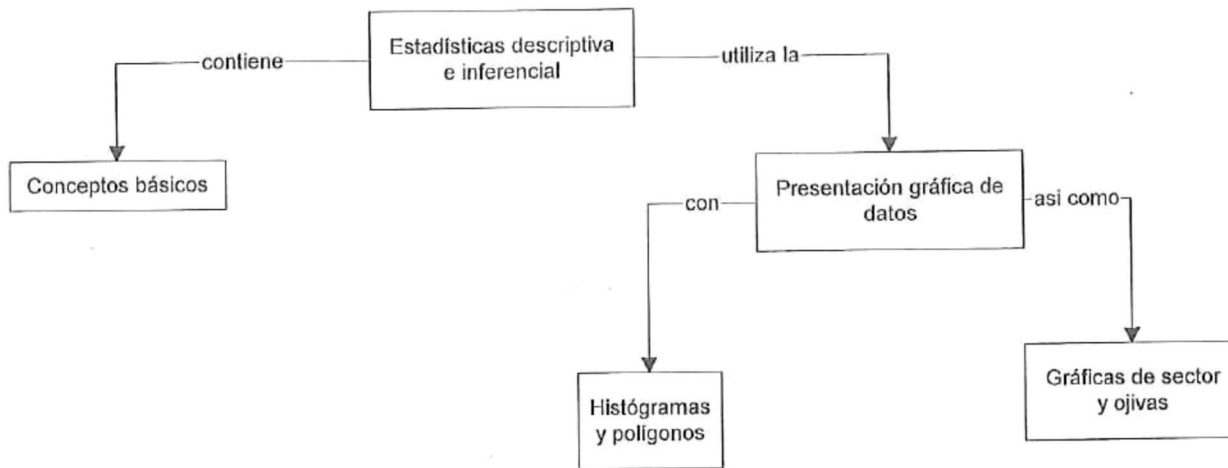 Estadísticas descriptiva
e inferencial
contiene
utiliza la
Conceptos básicos
Presentación gráfica de
datos
con
asi como
Histógramas
y polígonos
Gráficas de sector
y ojivas